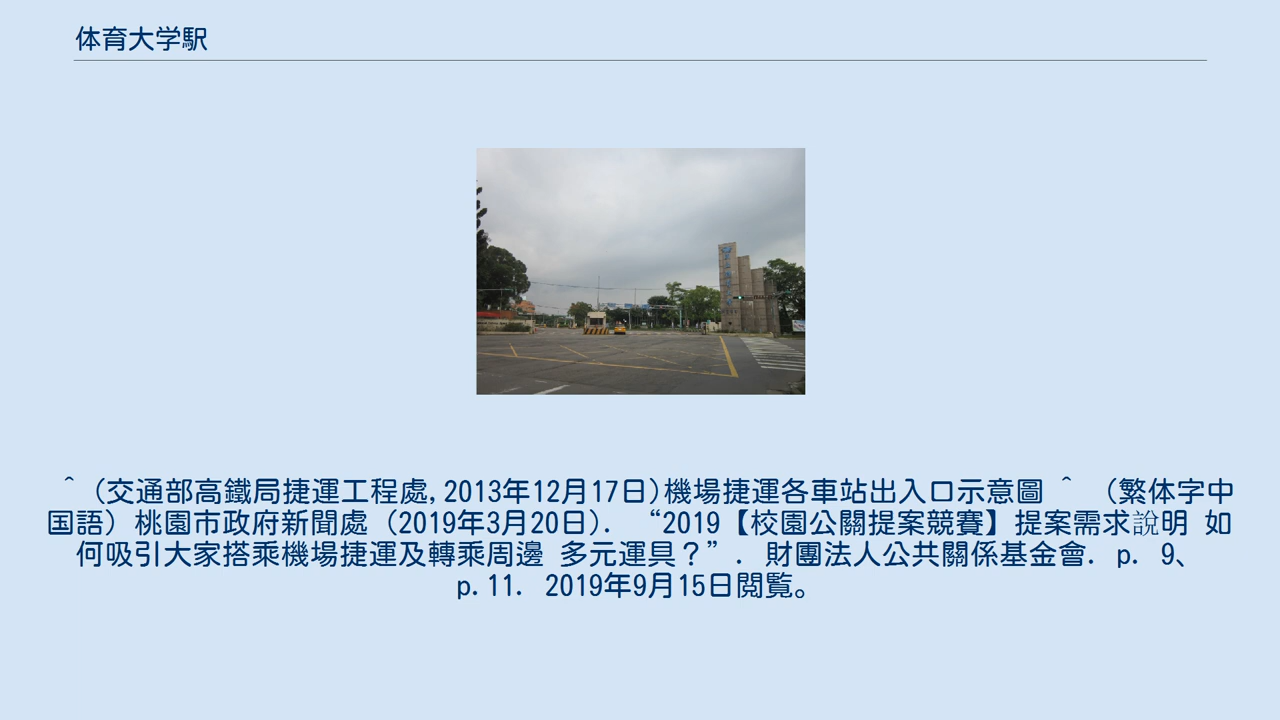 体育大学駅
^ (交通部高鐵局捷運工程處,2013年12月17日)機場捷運各車站出入口示意圖 ^ (繁体字中
国語) 桃園市政府新聞處 (2019年3月20日). “2019【校園公關提案競賽】提案需求說明 如
何吸引大家搭乘機場捷運及轉乘周邊 多元運具？”. 財團法人公共關係基金會. p. 9、
p.11. 2019年9月15日閲覧。